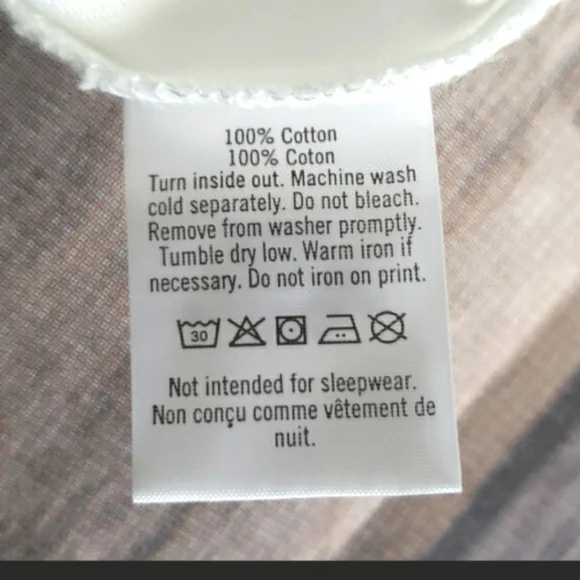 100% Cotton
100% Coton
Turn inside out. Machine wash
cold separately. Do not bleach.
Remove from washer promptly.
Tumble dry low. Warm iron if
necessary. Do not iron on print.
30
Not intended for sleepwear.
Non conçu comme vêtement de
nuit.